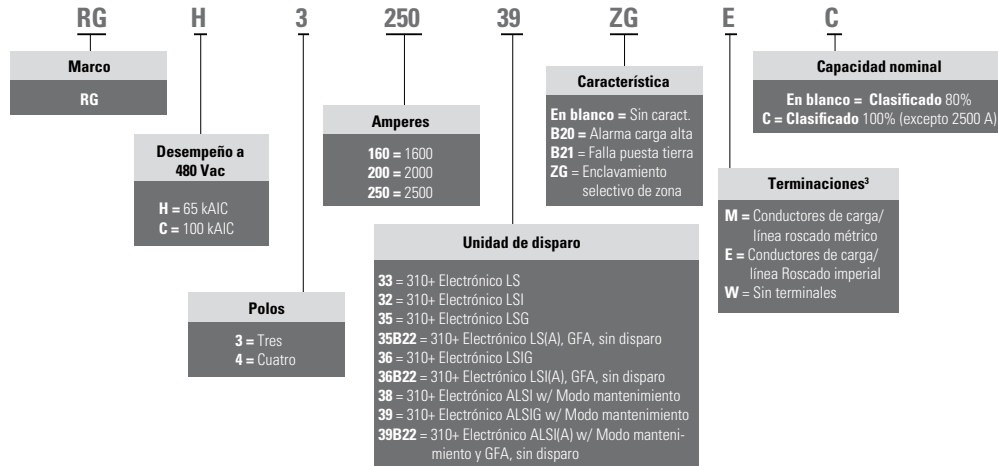 RG H 3 250 39 ZG E C
Marco
RG
Desempeño a
480 Vac
H = 65 kAIC
C = 100 kAIC
Polos
3 = Tres
4 = Cuatro
Amperes
160 = 1600
200 = 2000
250 = 2500
Unidad de disparo
33 = 310+ Electrónico LS
32 = 310+ Electrónico LSI
35 = 310+ Electrónico LSG
35B22 = 310+ Electrónico LS(A), GFA, sin disparo
36 = 310+ Electrónico LSIG
36B22 = 310+ Electrónico LSI(A), GFA, sin disparo
38 = 310+ Electrónico ALSI w/ Modo mantenimiento
39 = 310+ Electrónico ALSIG w/ Modo mantenimiento
39B22 = 310+ Electrónico ALSI(A) w/ Modo manteni-
miento y GFA, sin disparo
Característica
En blanco = Sin caract.
B20 = Alarma carga alta
B21 = Falla puesta tierra
ZG = Enclavamiento
selectivo de zona
Terminaciones³
M = Conductores de carga/
línea roscado métrico
E = Conductores de carga/
línea Roscado imperial
W = Sin terminales
Capacidad nominal
En blanco = Clasificado 80%
C = Clasificado 100% (excepto 2500 A)